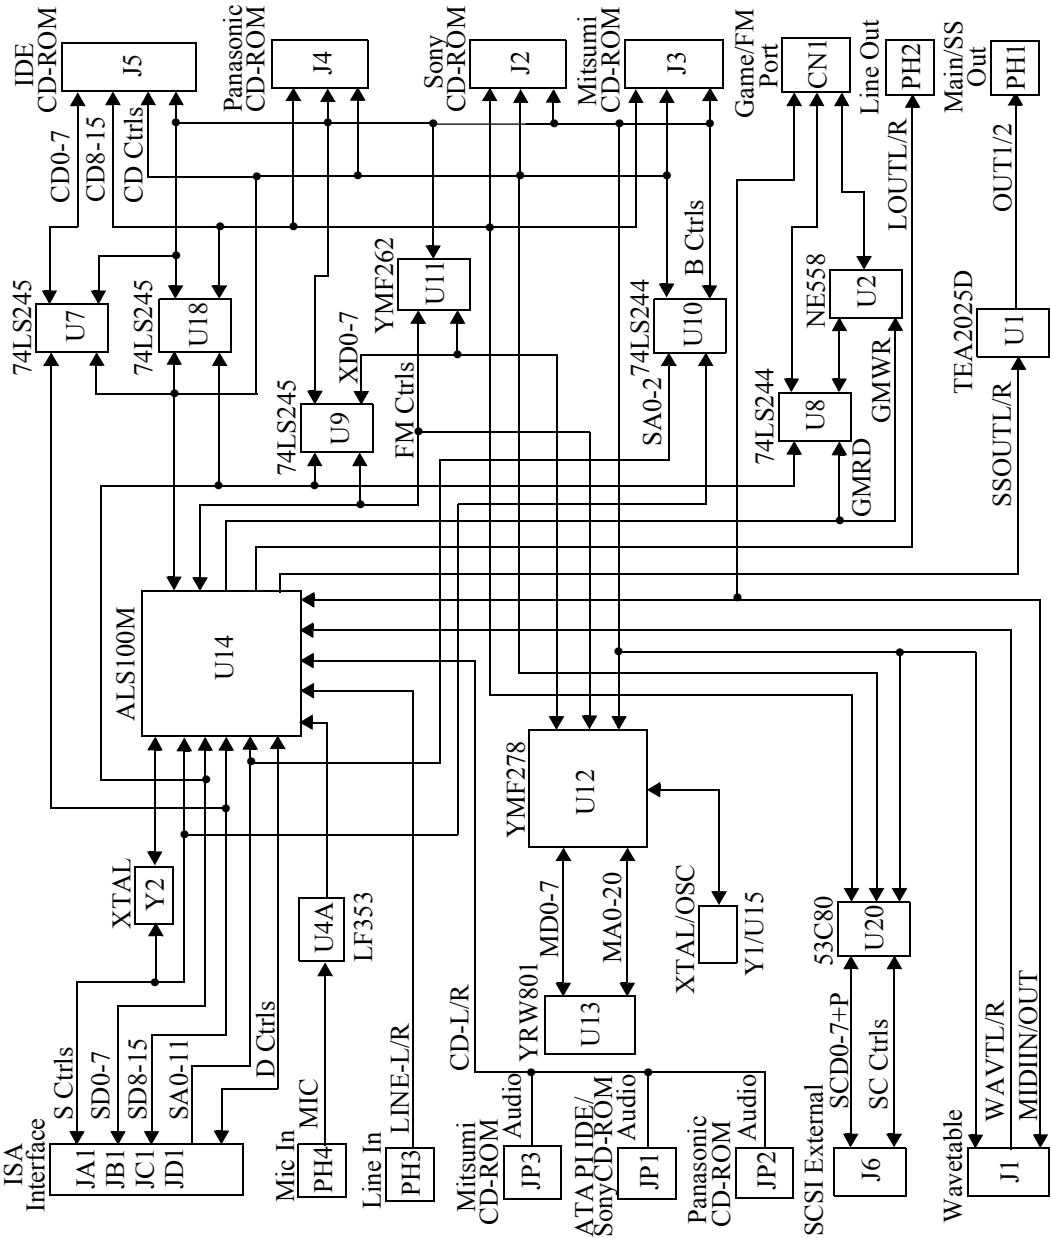 IDE
CD-ROM
J5
Panasonic
CD-ROM
J4
Sony
CD-ROM
J2
Mitsumi
CD-ROM
J3
Game/FM
Port
CN1
Line Out
PH2
Main/SS
Out
PH1
CD0-7
CD8-15
CD Ctrls
B Ctrls
LOUTL/R
OUT1/2
74LS245
U7
74LS245
U18
YMF262
U11
74LS244
U10
NE558
U2
TEA2025D
U1
XD0-7
FM Ctrls
74LS245
U9
SA0-2
74LS244
U8
GMWR
GMRD
SSOUTL/R
ALS100M
U14
YMF278
U12
XTAL
Y2
U4A
LF353
MD0-7
MA0-20
XTAL/OSC
Y1/U15
53C80
U20
YRW801
U13
S Ctrls
SD0-7
SD8-15
SA0-11
D Ctrls
MIC
LINE-L/R
CD-L/R
Audio
Audio
Audio
SCD0-7+P
SC Ctrls
WAVTL/R
MIDIIN/OUT
ISA
Interface
JA1
JB1
JC1
JD1
Mic In
PH4
Line In
PH3
Mitsumi
CD-ROM
JP3
ATAPI IDE/
SonyCD-ROM
JP1
Panasonic
CD-ROM
JP2
SCSI External
J6
Wavetable
J1